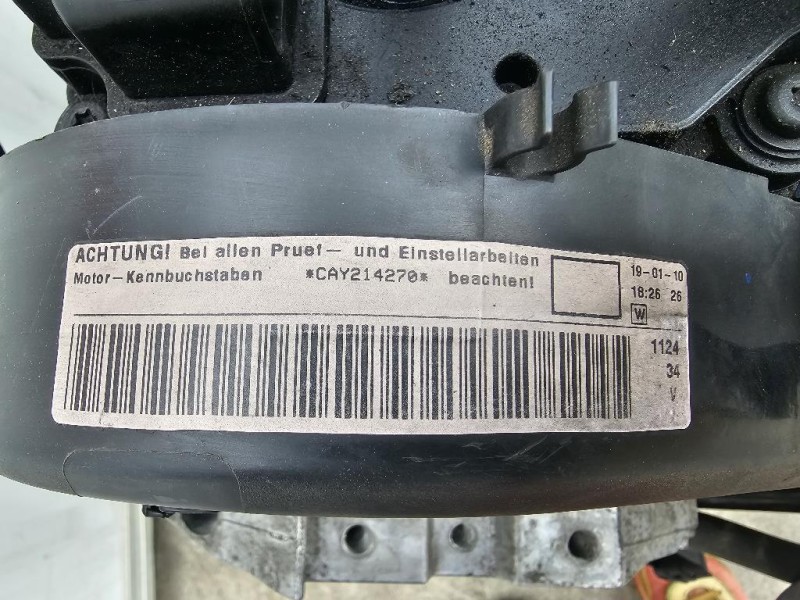 ACHTUNG! Bei allen Pruef- und Einstellarbeiten
Motor-Kennbuchstaben *CAY214270* beachten!
19-01-10
18:26 26
W
1124
34
V